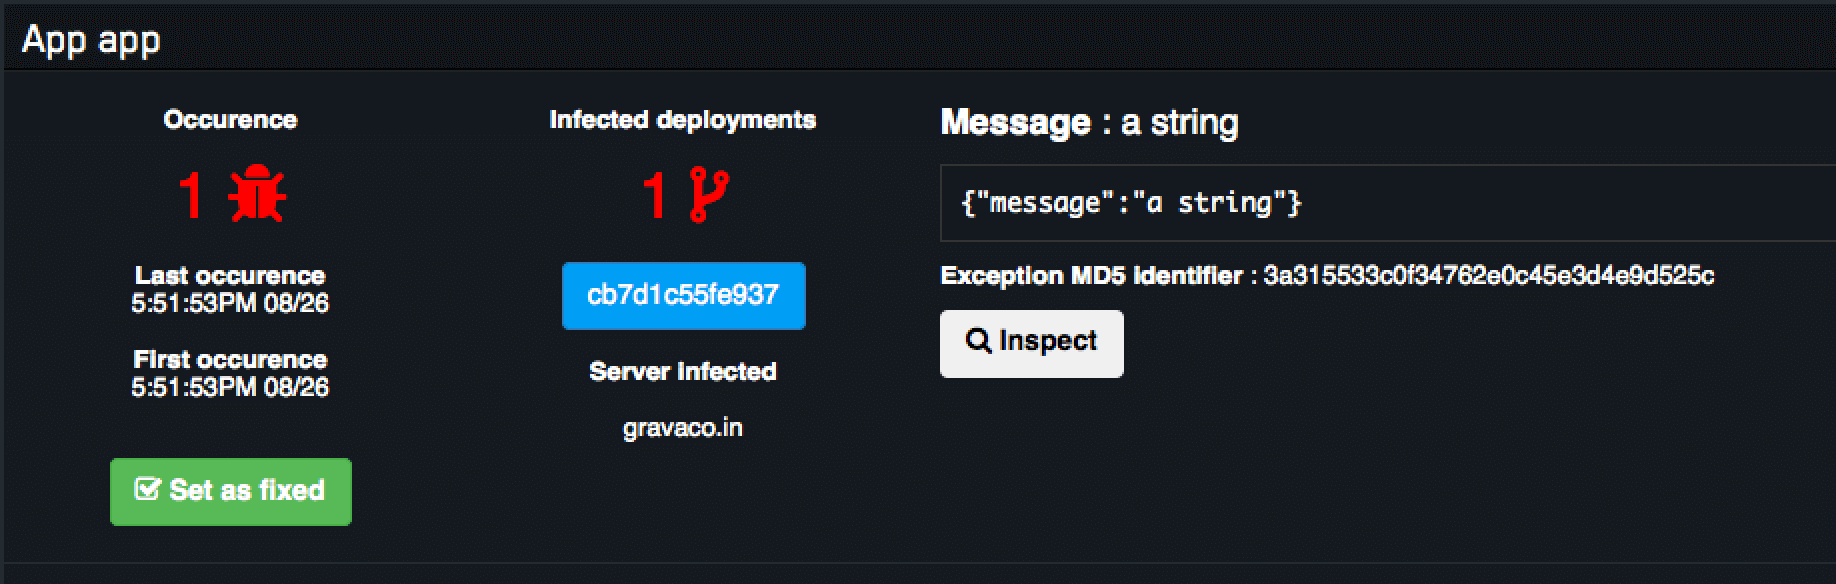 App app
Occurence
1
Last occurence
5:51:53PM 08/26
First occurence
5:51:53PM 08/26
Set as fixed
Infected deployments
1
cb7d1c55fe937
Server infected
gravaco.in
Message : a string
{"message":"a string"}
Exception MD5 identifier : 3a315533c0f34762e0c45e3d4e9d525c
Inspect